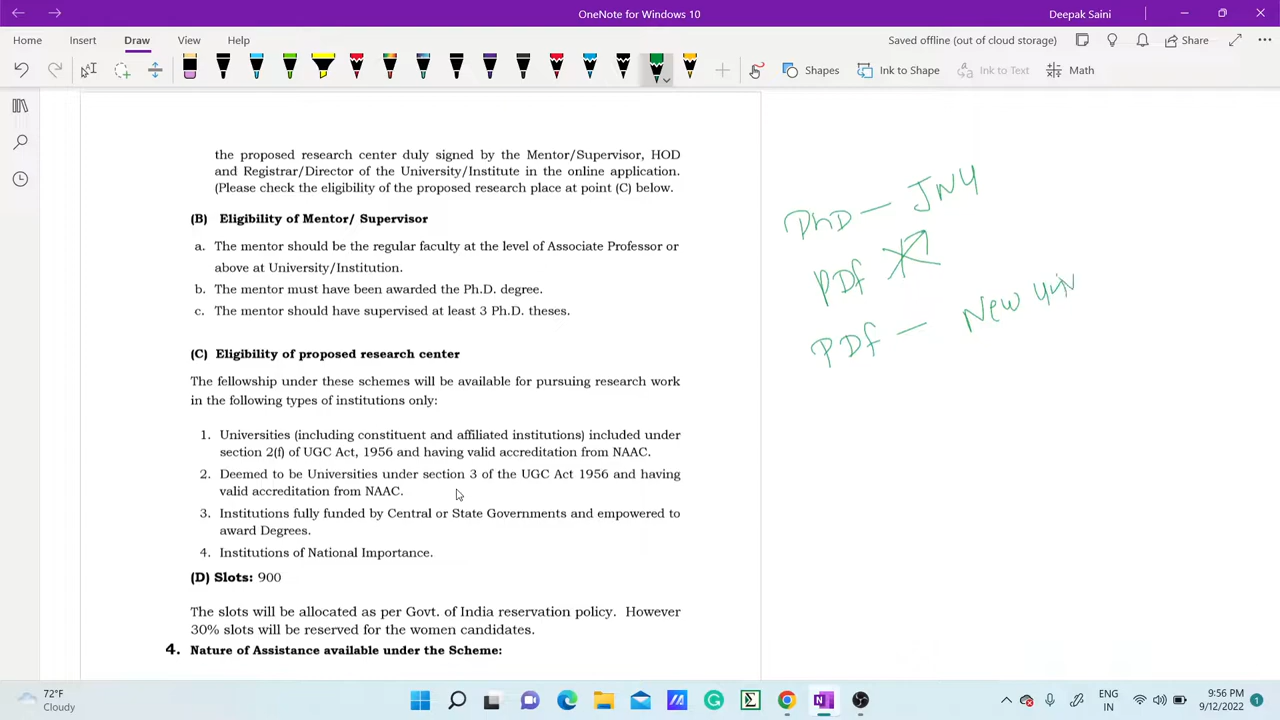 OneNote for Windows 10
Deepak Saini
Home Insert Draw View Help
Saved offline (out of cloud storage)
Share
Shapes
Ink to Shape
Ink to Text
Math
the proposed research center duly signed by the Mentor/Supervisor, HOD
and Registrar/Director of the University/Institute in the online application.
(Please check the eligibility of the proposed research place at point (C) below.
(B) Eligibility of Mentor/ Supervisor
a. The mentor should be the regular faculty at the level of Associate Professor or
above at University/Institution.
b. The mentor must have been awarded the Ph.D. degree.
c. The mentor should have supervised at least 3 Ph.D. theses.
(C) Eligibility of proposed research center
The fellowship under these schemes will be available for pursuing research work
in the following types of institutions only:
1. Universities (including constituent and affiliated institutions) included under
section 2(f) of UGC Act, 1956 and having valid accreditation from NAAC.
2. Deemed to be Universities under section 3 of the UGC Act 1956 and having
valid accreditation from NAAC.
3. Institutions fully funded by Central or State Governments and empowered to
award Degrees.
4. Institutions of National Importance.
(D) Slots: 900
The slots will be allocated as per Govt. of India reservation policy. However
30% slots will be reserved for the women candidates.
4. Nature of Assistance available under the Scheme:
PhD — JNU
PDf
PDf — New
72°F
Cloudy
ENG
IN
9:56 PM
9/12/2022
1